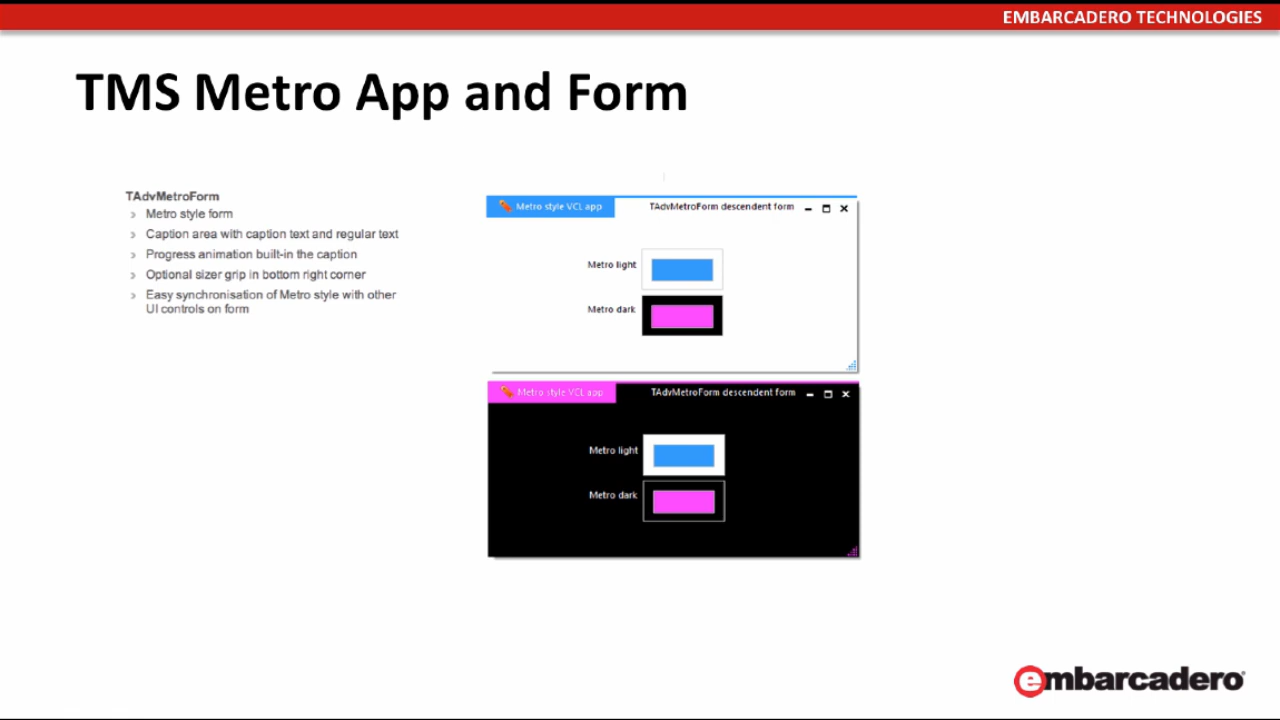 EMBARCADERO TECHNOLOGIES
TMS Metro App and Form
TAdvMetroForm
» Metro style form
» Caption area with caption text and regular text
» Progress animation built-in the caption
» Optional sizer grip in bottom right corner
» Easy synchronisation of Metro style with other
UI controls on form
Metro style VCL app
TAdvMetroForm descendent form
Metro light
Metro dark
Metro style VCL app
TAdvMetroForm descendent form
Metro light
Metro dark
embarcadero